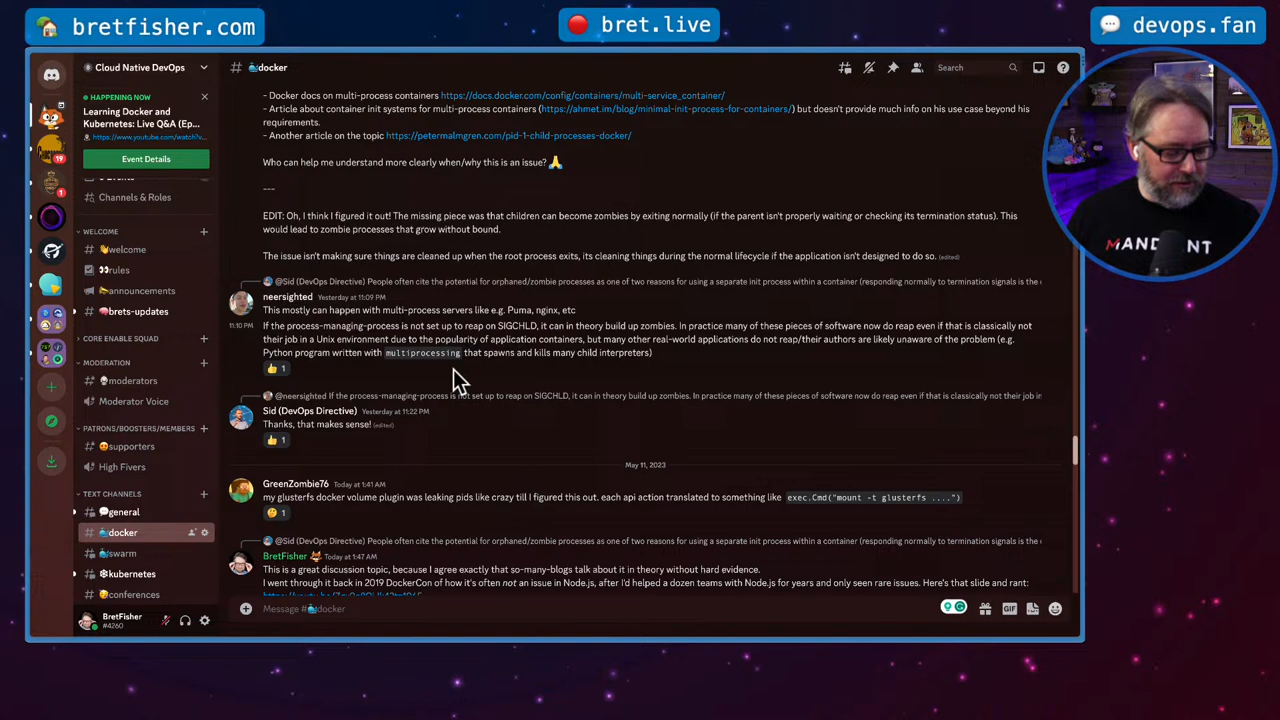 bretfisher.com
bret.live
devops.fan
Cloud Native DevOps
HAPPENING NOW
Learning Docker and
Kubernetes: Live Q&A (Ep...
https://www.youtube.com/watch?v...
Event Details
Channels & Roles
WELCOME
# 👋welcome
# 👀rules
📣announcements
# 🧠brets-updates
CORE ENABLE SQUAD
MODERATION
moderators
Moderator Voice
PATRONS/BOOSTERS/MEMBERS
# 😍supporters
High Fivers
TEXT CHANNELS
# 💬general
# 🐳docker
# 🐳swarm
# ☸kubernetes
# conferences
BretFisher
#4260
# 🐳docker
Search
- Docker docs on multi-process containers https://docs.docker.com/config/containers/multi-service_container/
- Article about container init systems for multi-process containers (https://ahmet.im/blog/minimal-init-process-for-containers/) but doesn't provide much info on his use case beyond his
requirements.
- Another article on the topic https://petermalmgren.com/pid-1-child-processes-docker/
Who can help me understand more clearly when/why this is an issue? 🙏
---
EDIT: Oh, I think I figured it out! The missing piece was that children can become zombies by exiting normally (if the parent isn't properly waiting or checking its termination status). This
would lead to zombie processes that grow without bound.
The issue isn't making sure things are cleaned up when the root process exits, its cleaning things during the normal lifecycle if the application isn't designed to do so. (edited)
@Sid (DevOps Directive) People often cite the potential for orphaned/zombie processes as one of two reasons for using a separate init process within a container (responding normally to termination signals is the o
neersighted Yesterday at 11:09 PM
This mostly can happen with multi-process servers like e.g. Puma, nginx, etc
11:10 PM If the process-managing-process is not set up to reap on SIGCHLD, it can in theory build up zombies. In practice many of these pieces of software now do reap even if that is classically not
their job in a Unix environment due to the popularity of application containers, but many other real-world applications do not reap/their authors are likely unaware of the problem (e.g.
Python program written with multiprocessing that spawns and kills many child interpreters)
👍 1
@neersighted If the process-managing-process is not set up to reap on SIGCHLD, it can in theory build up zombies. In practice many of these pieces of software now do reap even if that is classically not their job in
Sid (DevOps Directive) Yesterday at 11:22 PM
Thanks, that makes sense! (edited)
👍 1
May 11, 2023
GreenZombie76 Today at 1:41 AM
my glusterfs docker volume plugin was leaking pids like crazy till I figured this out. each api action translated to something like exec.Cmd("mount -t glusterfs ....")
🤔 1
@Sid (DevOps Directive) People often cite the potential for orphaned/zombie processes as one of two reasons for using a separate init process within a container (responding normally to termination signals is the o
BretFisher 🦊 Today at 1:47 AM
This is a great discussion topic, because I agree exactly that so-many-blogs talk about it in theory without hard evidence.
I went through it back in 2019 DockerCon of how it's often not an issue in Node.js, after I'd helped a dozen teams with Node.js for years and only seen rare issues. Here's that slide and rant:
Message #🐳docker
GIF
19
1